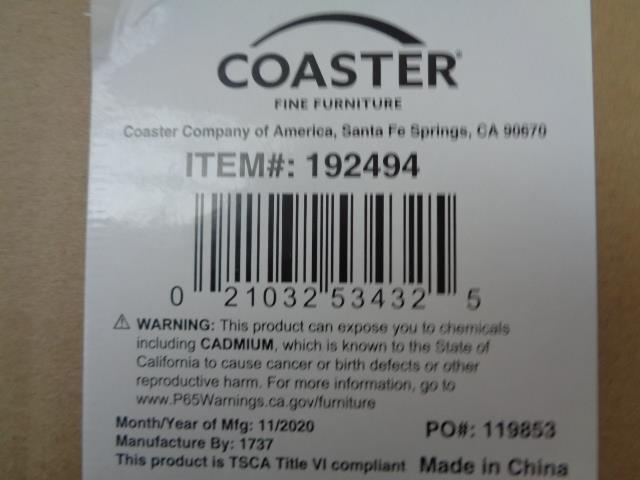 COASTER
FINE FURNITURE
Coaster Company of America, Santa Fe Springs, CA 90670
ITEM#: 192494
0 21032 53432 5
⚠ WARNING: This product can expose you to chemicals
including CADMIUM, which is known to the State of
California to cause cancer or birth defects or other
reproductive harm. For more information, go to
www.P65Warnings.ca.gov/furniture
Month/Year of Mfg: 11/2020
PO#: 119853
Manufacture By: 1737
This product is TSCA Title VI compliant
Made in China